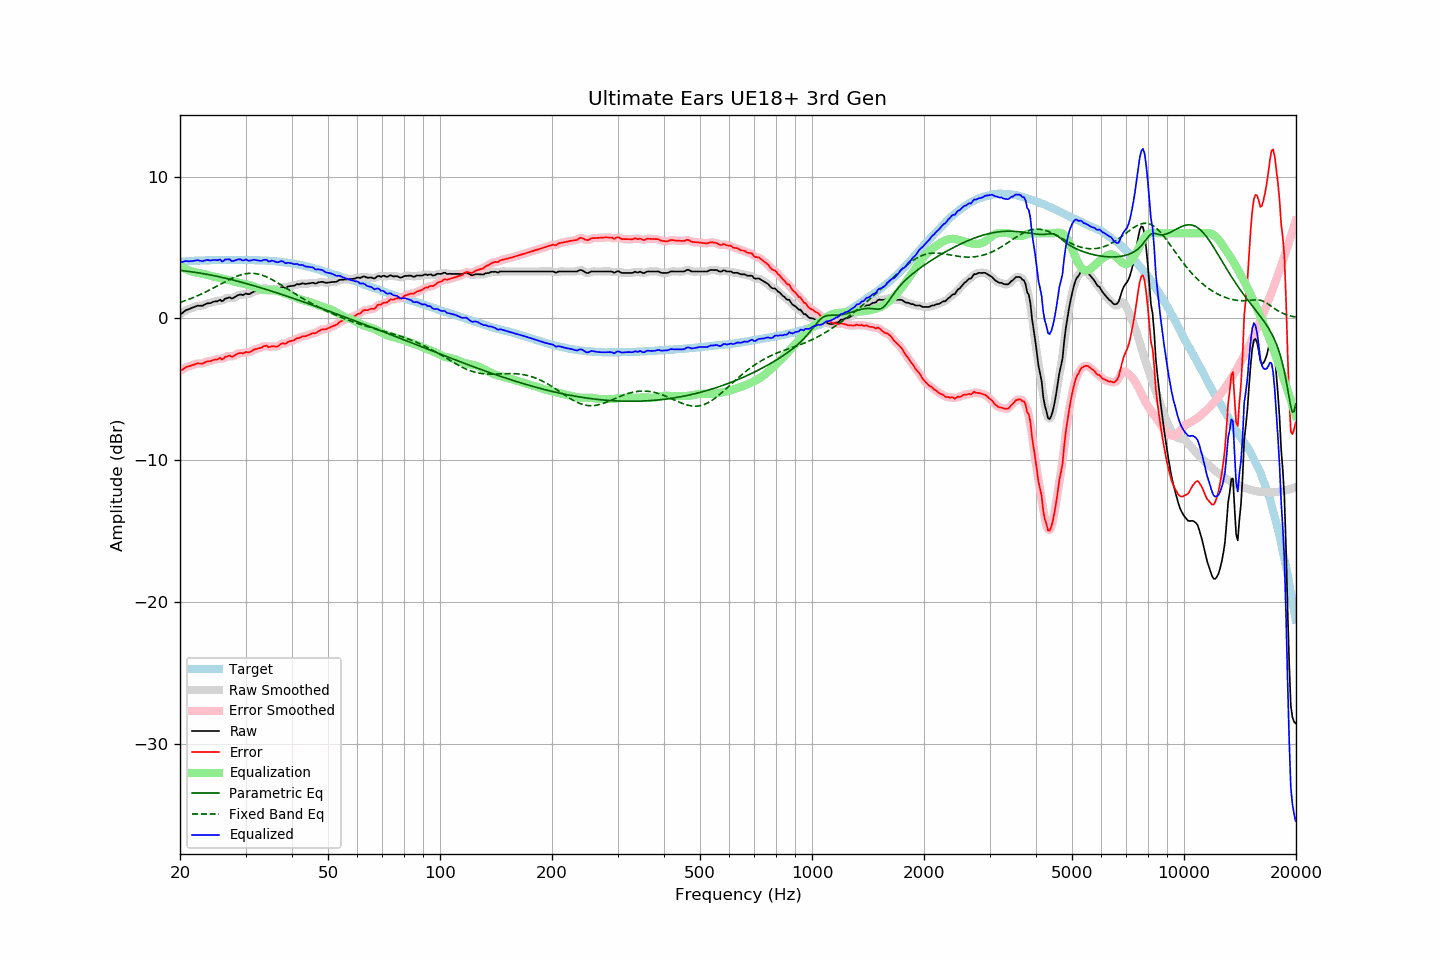 Ultimate Ears UE18+ 3rd Gen
10
0
−10
−20
−30
Amplitude (dBr)
Target
Raw Smoothed
Error Smoothed
Raw
Error
Equalization
Parametric Eq
Fixed Band Eq
Equalized
20 50 100 200 500 1000 2000 5000 10000 20000
Frequency (Hz)